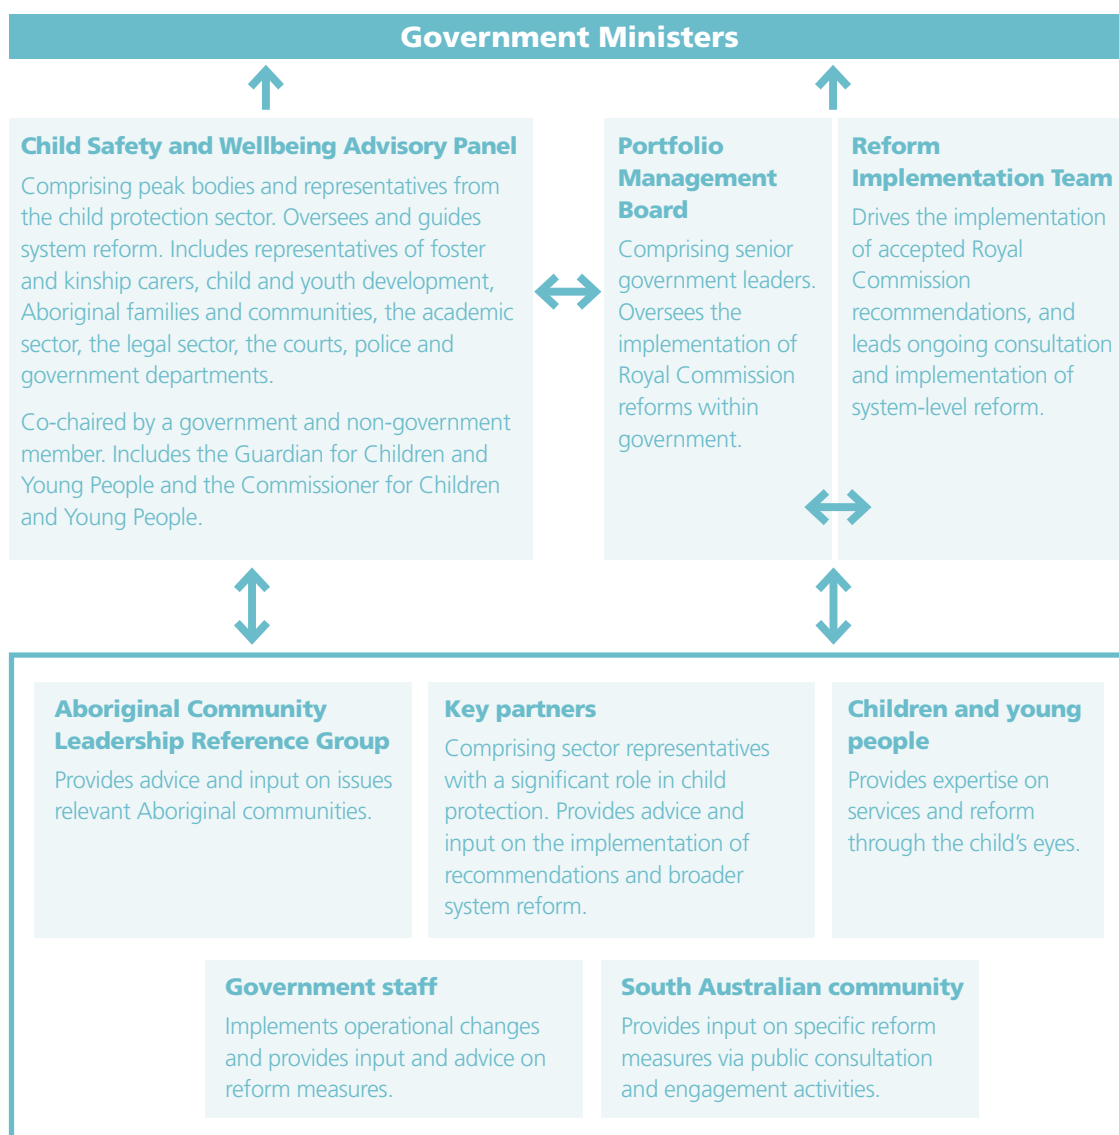 Government Ministers
Child Safety and Wellbeing Advisory Panel
Comprising peak bodies and representatives from
the child protection sector. Oversees and guides
system reform. Includes representatives of foster
and kinship carers, child and youth development,
Aboriginal families and communities, the academic
sector, the legal sector, the courts, police and
government departments.
Co-chaired by a government and non-government
member. Includes the Guardian for Children and
Young People and the Commissioner for Children
and Young People.
Portfolio
Management
Board
Comprising senior
government leaders.
Oversees the
implementation of
Royal Commission
reforms within
government.
Reform
Implementation Team
Drives the implementation
of accepted Royal
Commission
recommendations, and
leads ongoing consultation
and implementation of
system-level reform.
Aboriginal Community
Leadership Reference Group
Provides advice and input on issues
relevant Aboriginal communities.
Key partners
Comprising sector representatives
with a significant role in child
protection. Provides advice and
input on the implementation of
recommendations and broader
system reform.
Children and young
people
Provides expertise on
services and reform
through the child’s eyes.
Government staff
Implements operational changes
and provides input and advice on
reform measures.
South Australian community
Provides input on specific reform
measures via public consultation
and engagement activities.